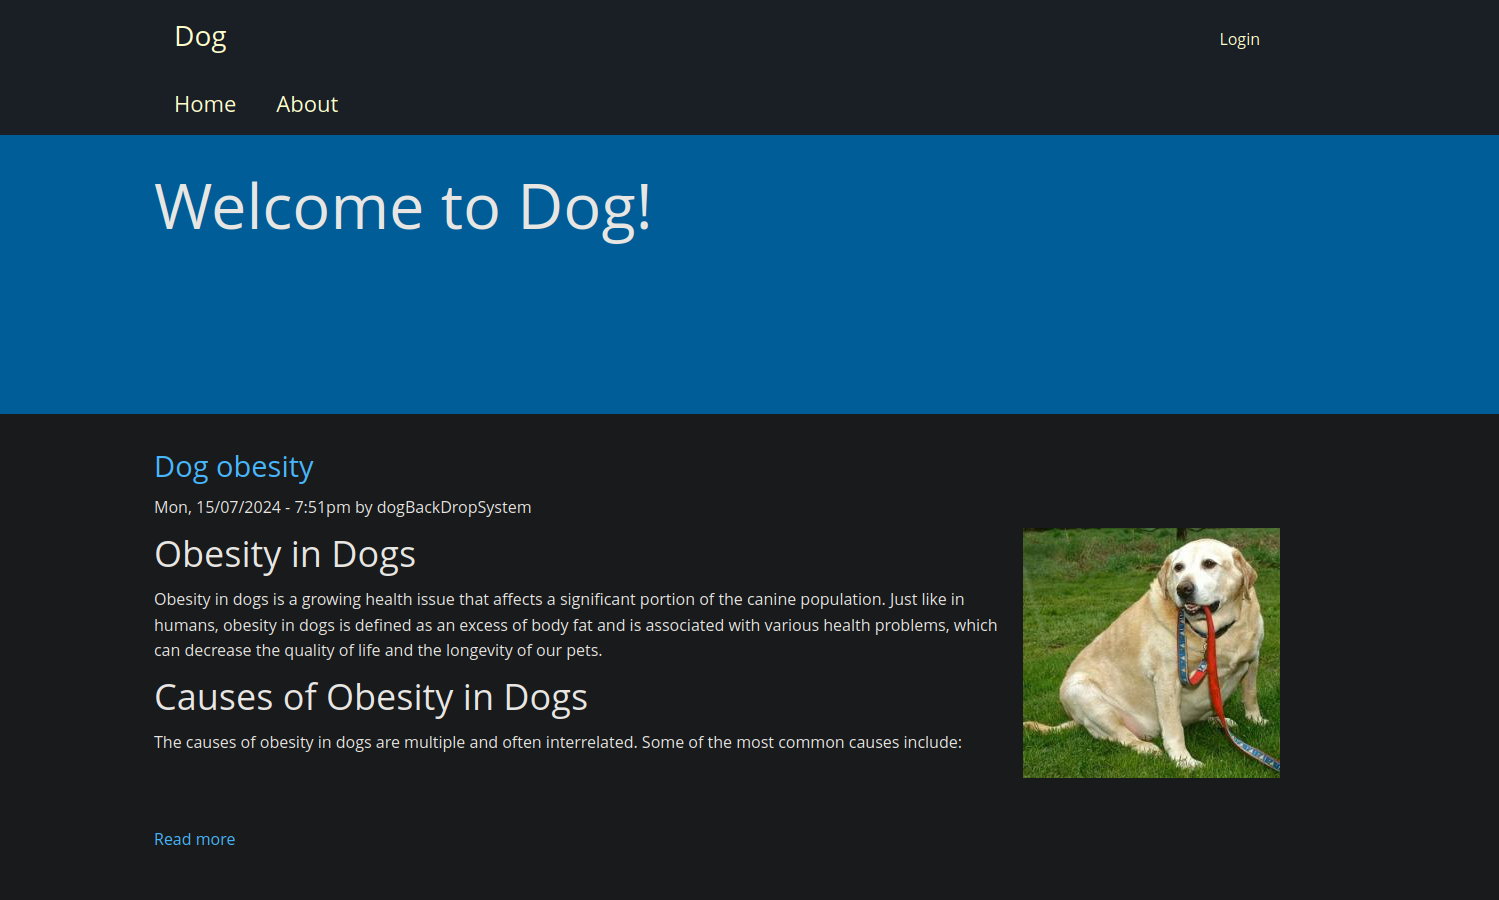 Dog
Login
Home About
Welcome to Dog!
Dog obesity
Mon, 15/07/2024 - 7:51pm by dogBackDropSystem
Obesity in Dogs
Obesity in dogs is a growing health issue that affects a significant portion of the canine population. Just like in
humans, obesity in dogs is defined as an excess of body fat and is associated with various health problems, which
can decrease the quality of life and the longevity of our pets.
Causes of Obesity in Dogs
The causes of obesity in dogs are multiple and often interrelated. Some of the most common causes include:
Read more